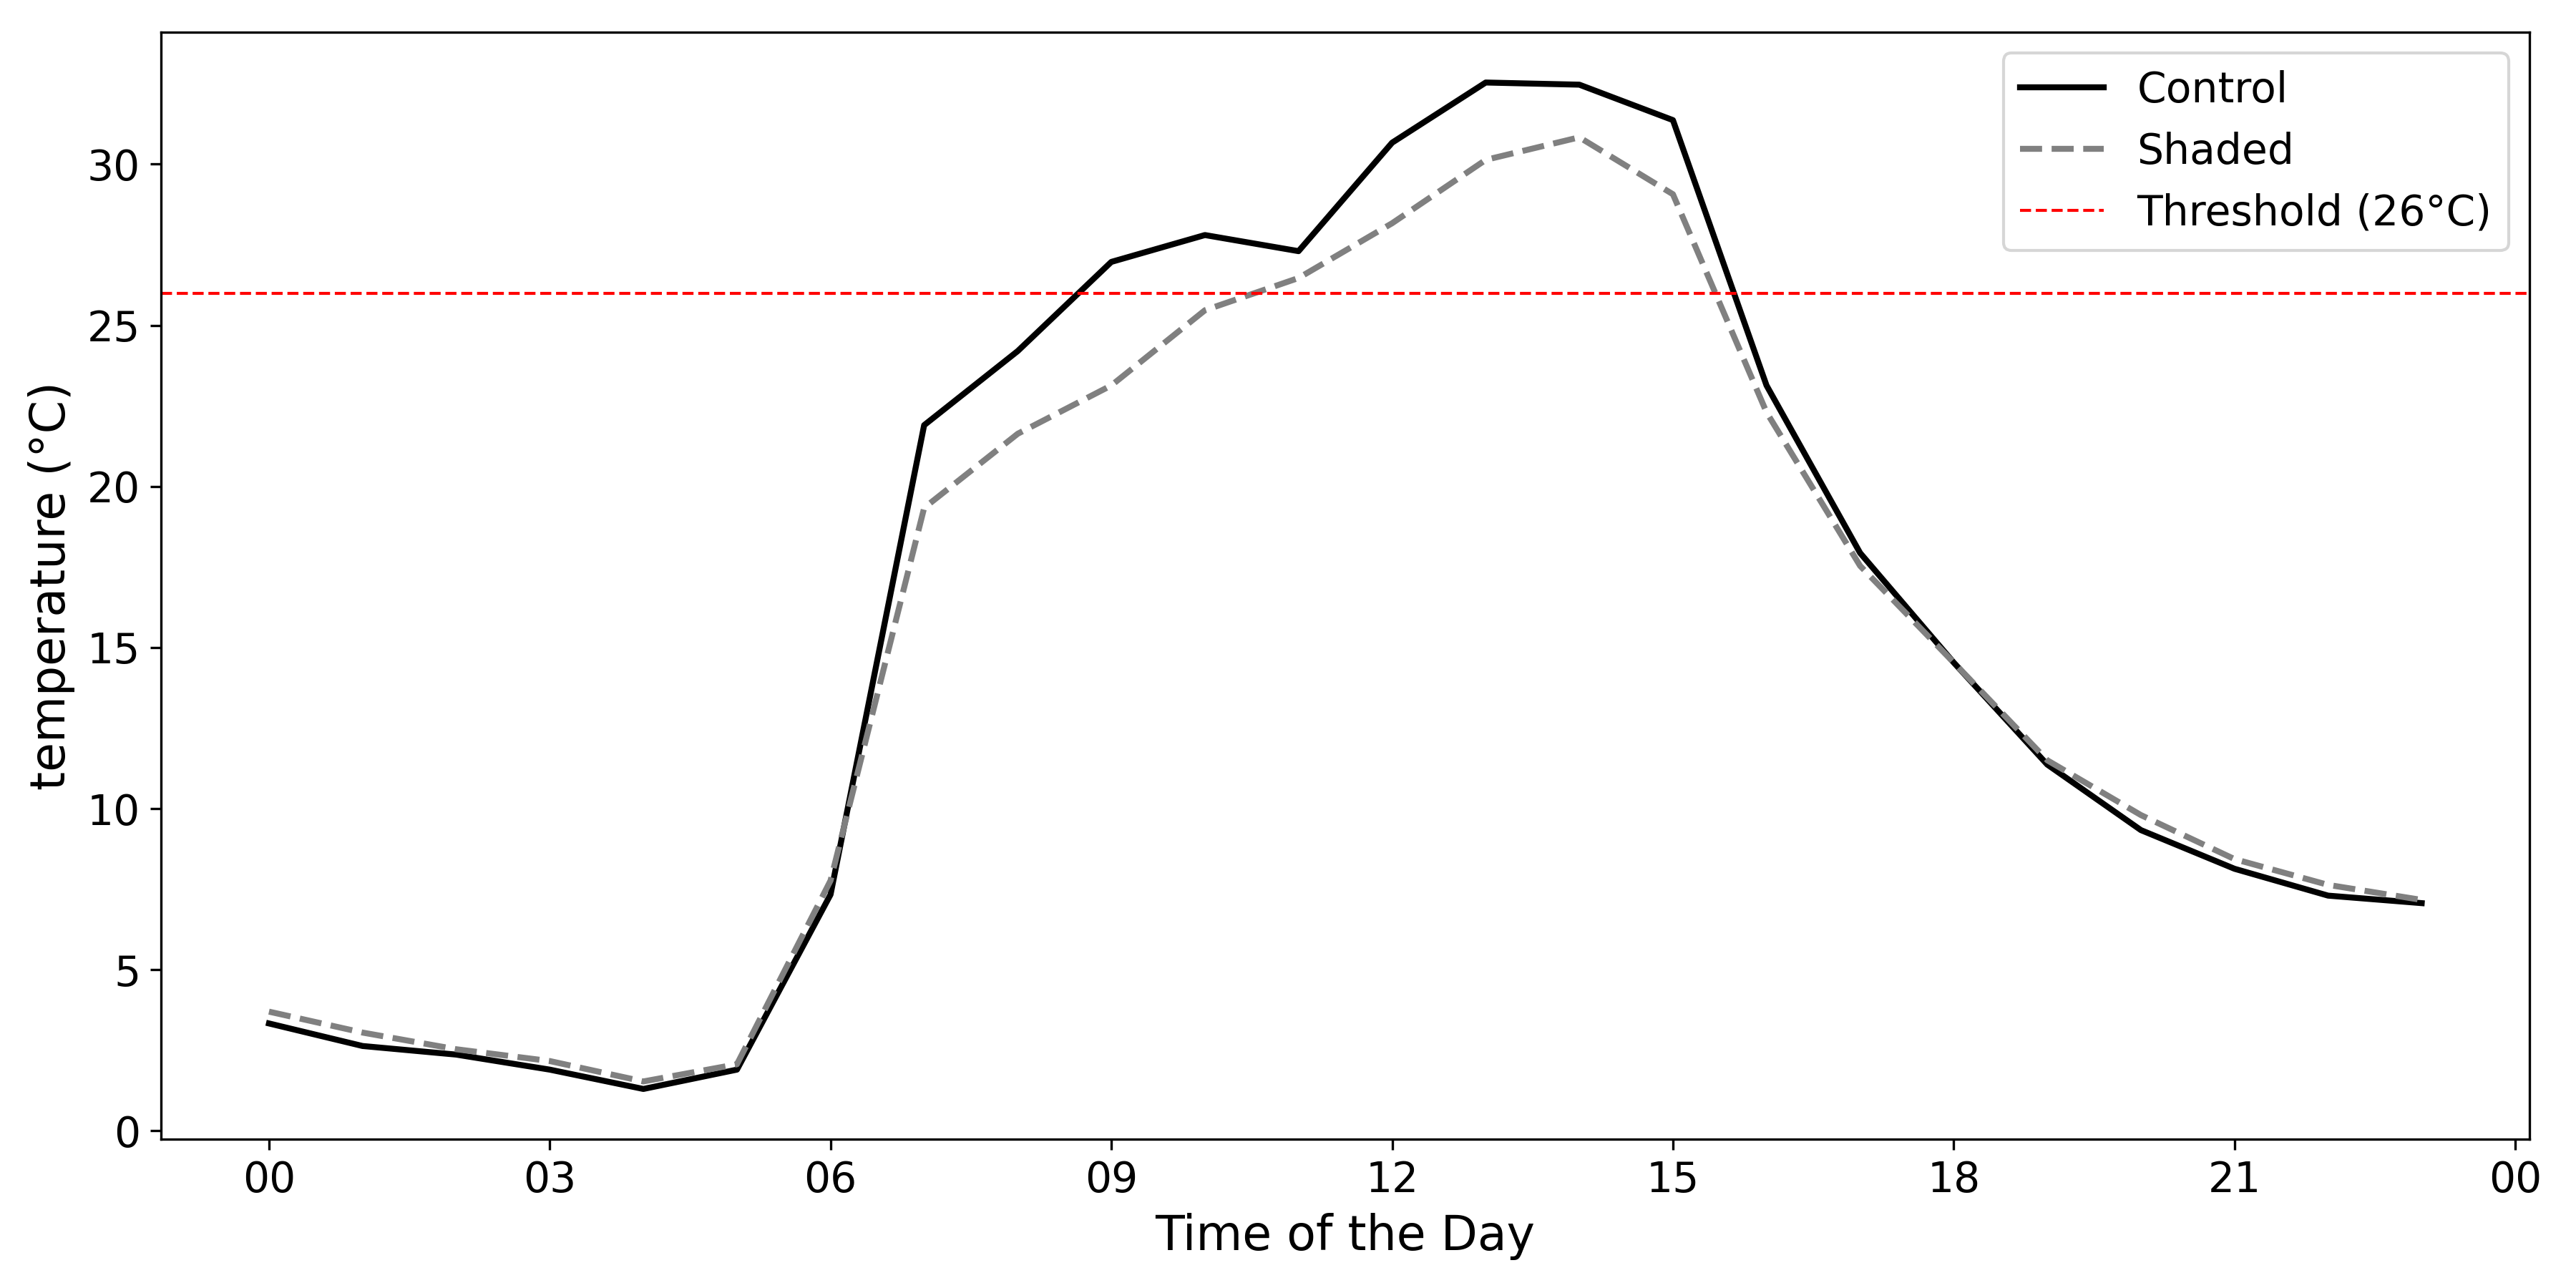 Control
Shaded
Threshold (26°C)
temperature (°C)
30
25
20
15
10
5
0
00 03 06 09 12 15 18 21 00
Time of the Day